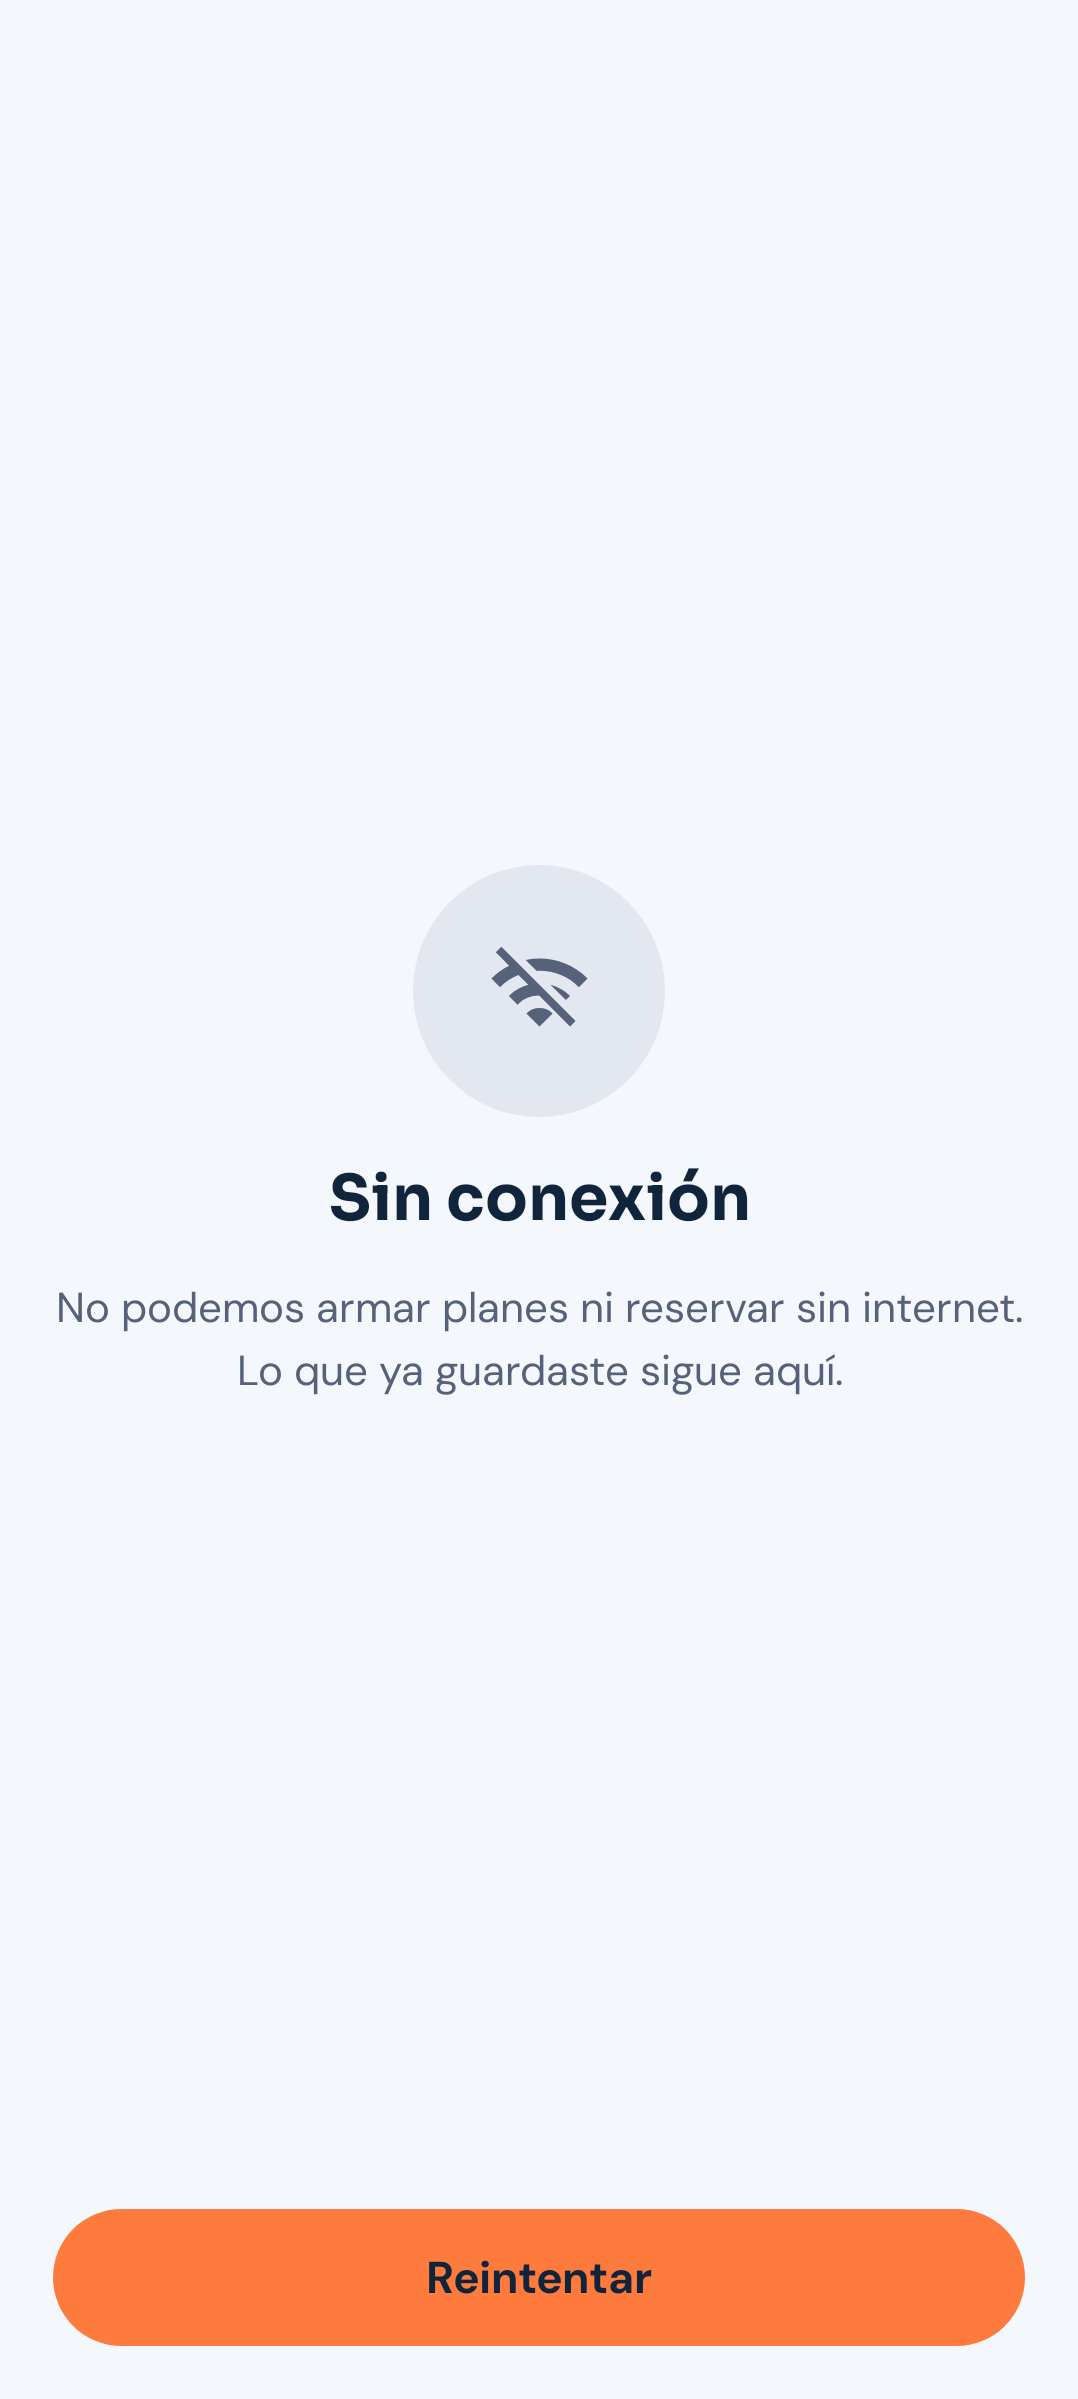 Sin conexión
No podemos armar planes ni reservar sin internet.
Lo que ya guardaste sigue aquí.
Reintentar